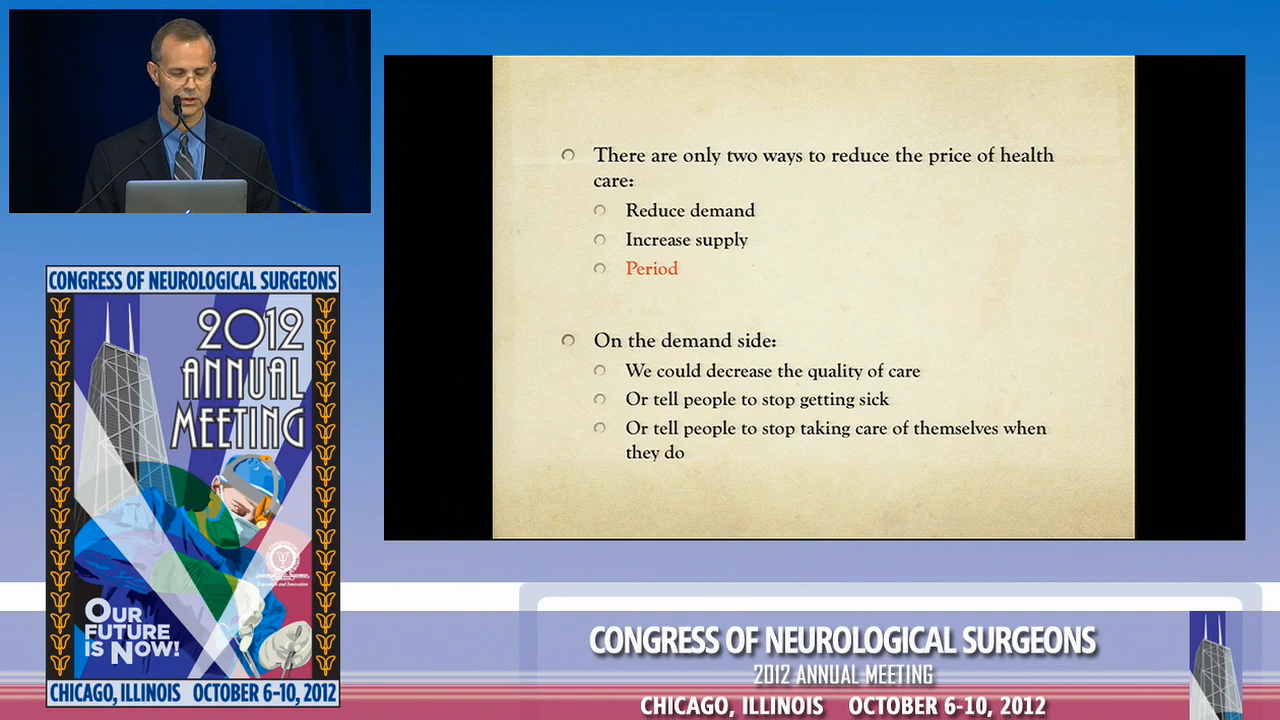 There are only two ways to reduce the price of health
care:
Reduce demand
Increase supply
Period
On the demand side:
We could decrease the quality of care
Or tell people to stop getting sick
Or tell people to stop taking care of themselves when
they do
CONGRESS OF NEUROLOGICAL SURGEONS
2012
ANNUAL
MEETING
OUR
FUTURE
IS NOW!
CHICAGO, ILLINOIS OCTOBER 6-10, 2012
CONGRESS OF NEUROLOGICAL SURGEONS
2012 ANNUAL MEETING
CHICAGO, ILLINOIS OCTOBER 6-10, 2012